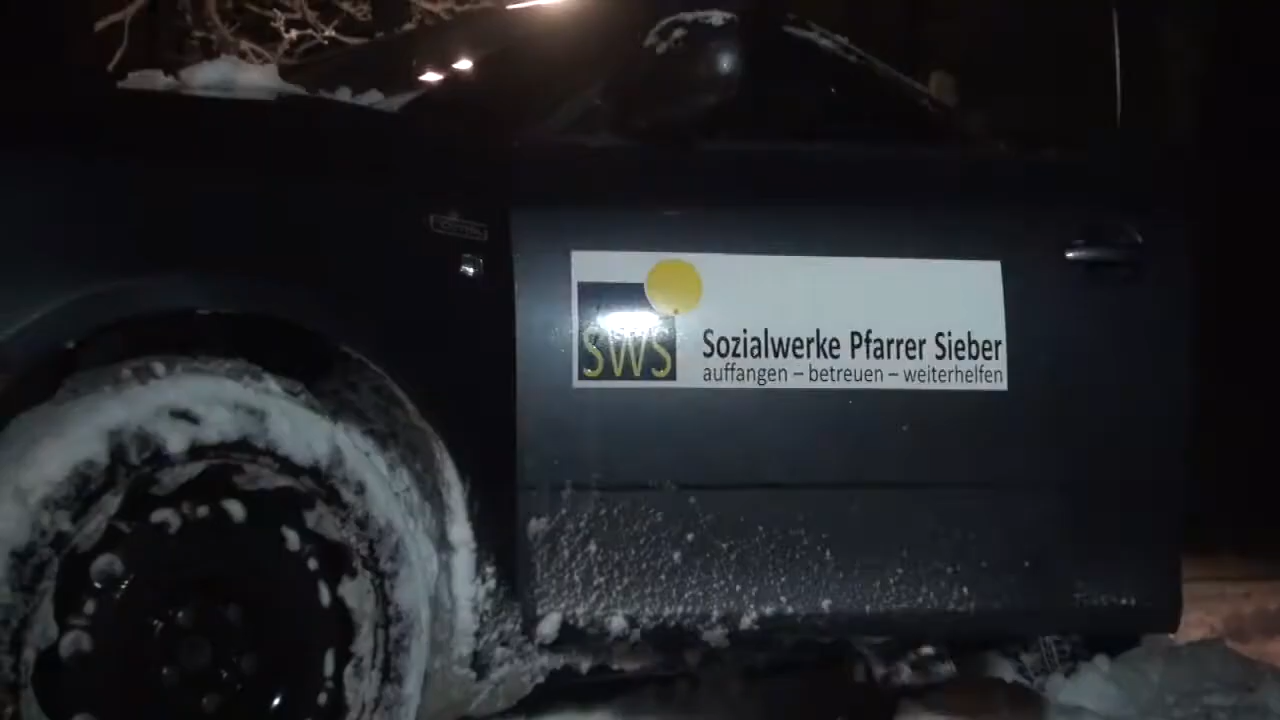 SWS
Sozialwerke Pfarrer Sieber
auffangen – betreuen – weiterhelfen